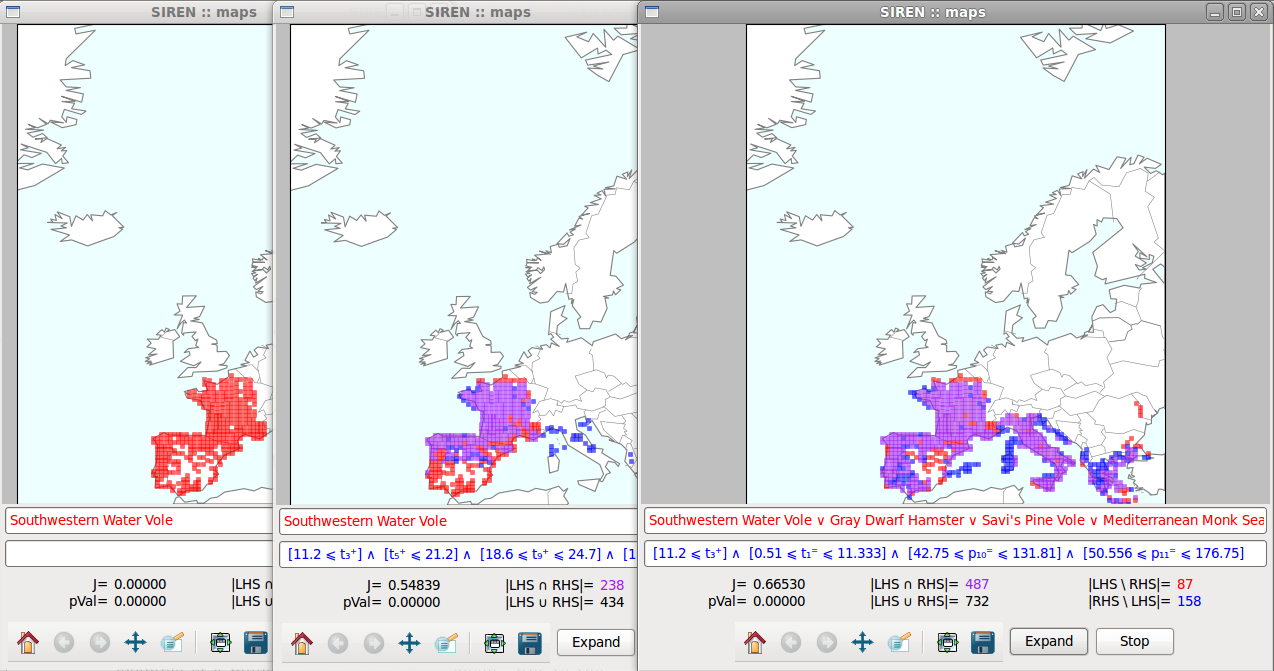 SIREN :: maps
Southwestern Water Vole
J= 0.00000
|LHS ∩
pVal= 0.00000
|LHS ∪
SIREN :: maps
Southwestern Water Vole
[11.2 ⩽ t₃⁺] ∧ [t₅⁺ ⩽ 21.2] ∧ [18.6 ⩽ t₉⁺ ⩽ 24.7] ∧ [1
J= 0.54839
|LHS ∩ RHS|= 238
pVal= 0.00000
|LHS ∪ RHS|= 434
Expand
SIREN :: maps
Southwestern Water Vole ∨ Gray Dwarf Hamster ∨ Savi's Pine Vole ∨ Mediterranean Monk Sea
[11.2 ⩽ t₃⁺] ∧ [0.51 ⩽ t₁⁼ ⩽ 11.333] ∧ [42.75 ⩽ p₁₀⁼ ⩽ 131.81] ∧ [50.556 ⩽ p₁₁⁼ ⩽ 176.75]
J= 0.66530
|LHS ∩ RHS|= 487
|LHS \ RHS|= 87
pVal= 0.00000
|LHS ∪ RHS|= 732
|RHS \ LHS|= 158
Expand
Stop